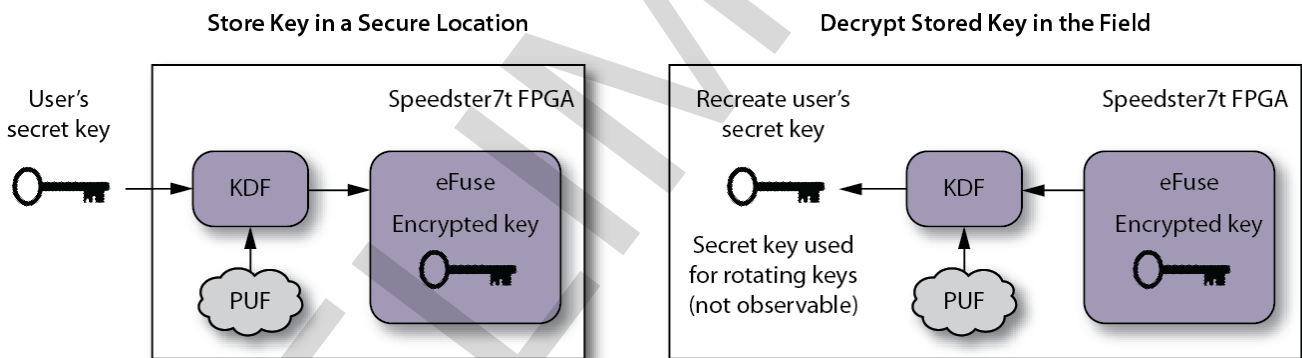 Store Key in a Secure Location
User's
secret key
Speedster7t FPGA
KDF
eFuse
Encrypted key
PUF
Decrypt Stored Key in the Field
Recreate user's
secret key
Speedster7t FPGA
KDF
eFuse
Encrypted key
Secret key used
for rotating keys
(not observable)
PUF